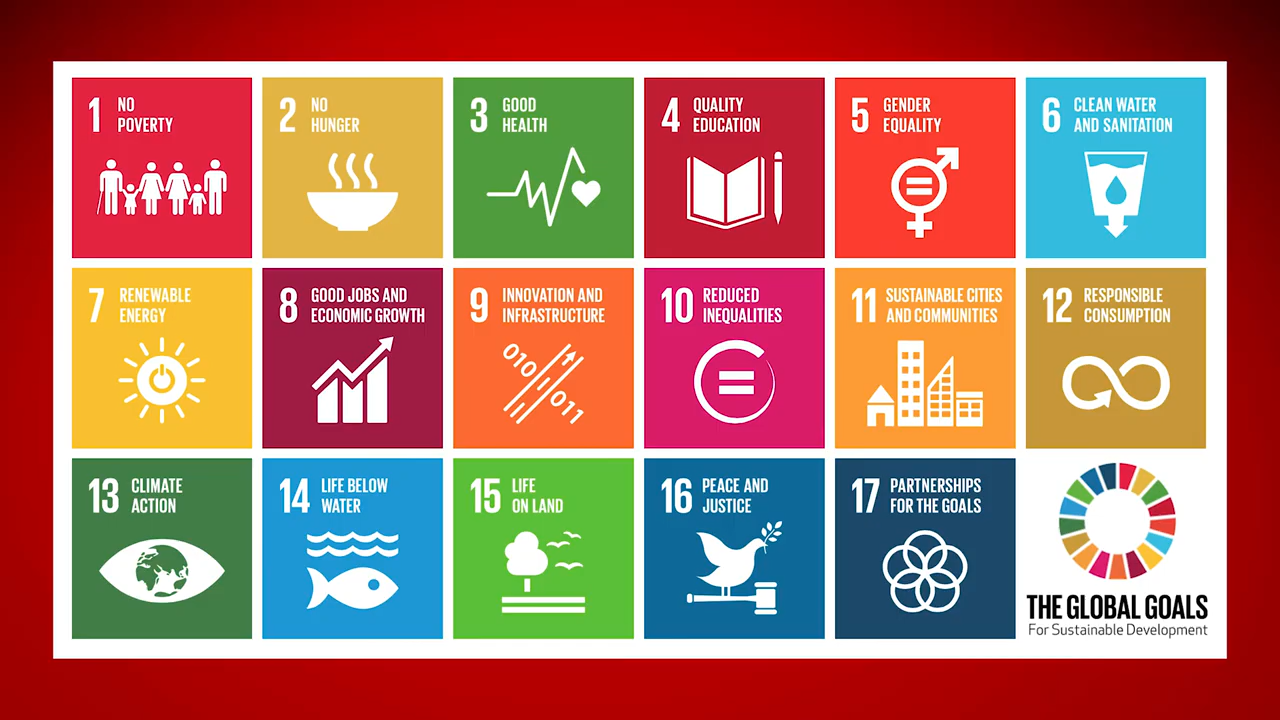 1 NO
POVERTY
2 NO
HUNGER
3 GOOD
HEALTH
4 QUALITY
EDUCATION
5 GENDER
EQUALITY
6 CLEAN WATER
AND SANITATION
7 RENEWABLE
ENERGY
8 GOOD JOBS AND
ECONOMIC GROWTH
9 INNOVATION AND
INFRASTRUCTURE
010
011
10 REDUCED
INEQUALITIES
11 SUSTAINABLE CITIES
AND COMMUNITIES
12 RESPONSIBLE
CONSUMPTION
13 CLIMATE
ACTION
14 LIFE BELOW
WATER
15 LIFE
ON LAND
16 PEACE AND
JUSTICE
17 PARTNERSHIPS
FOR THE GOALS
THE GLOBAL GOALS
For Sustainable Development